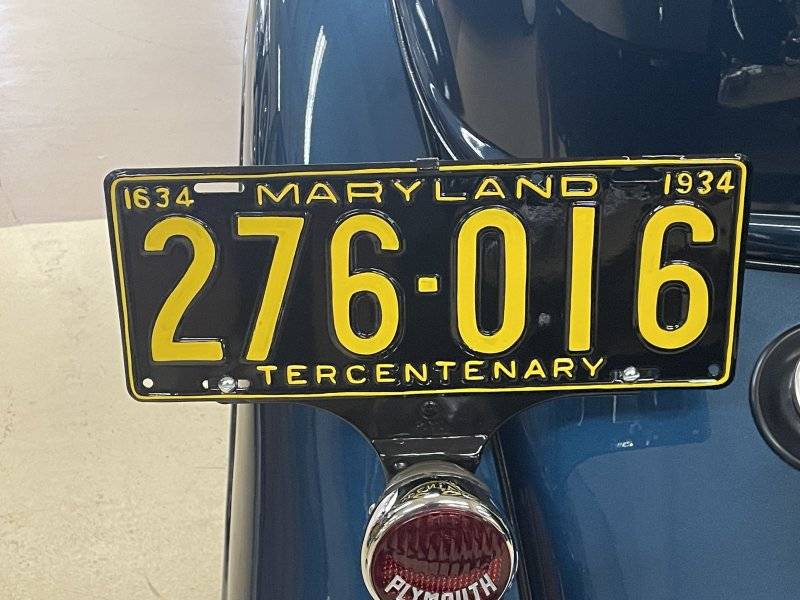 1634 MARYLAND 1934
276-016
TERCENTENARY
PLYMOUTH